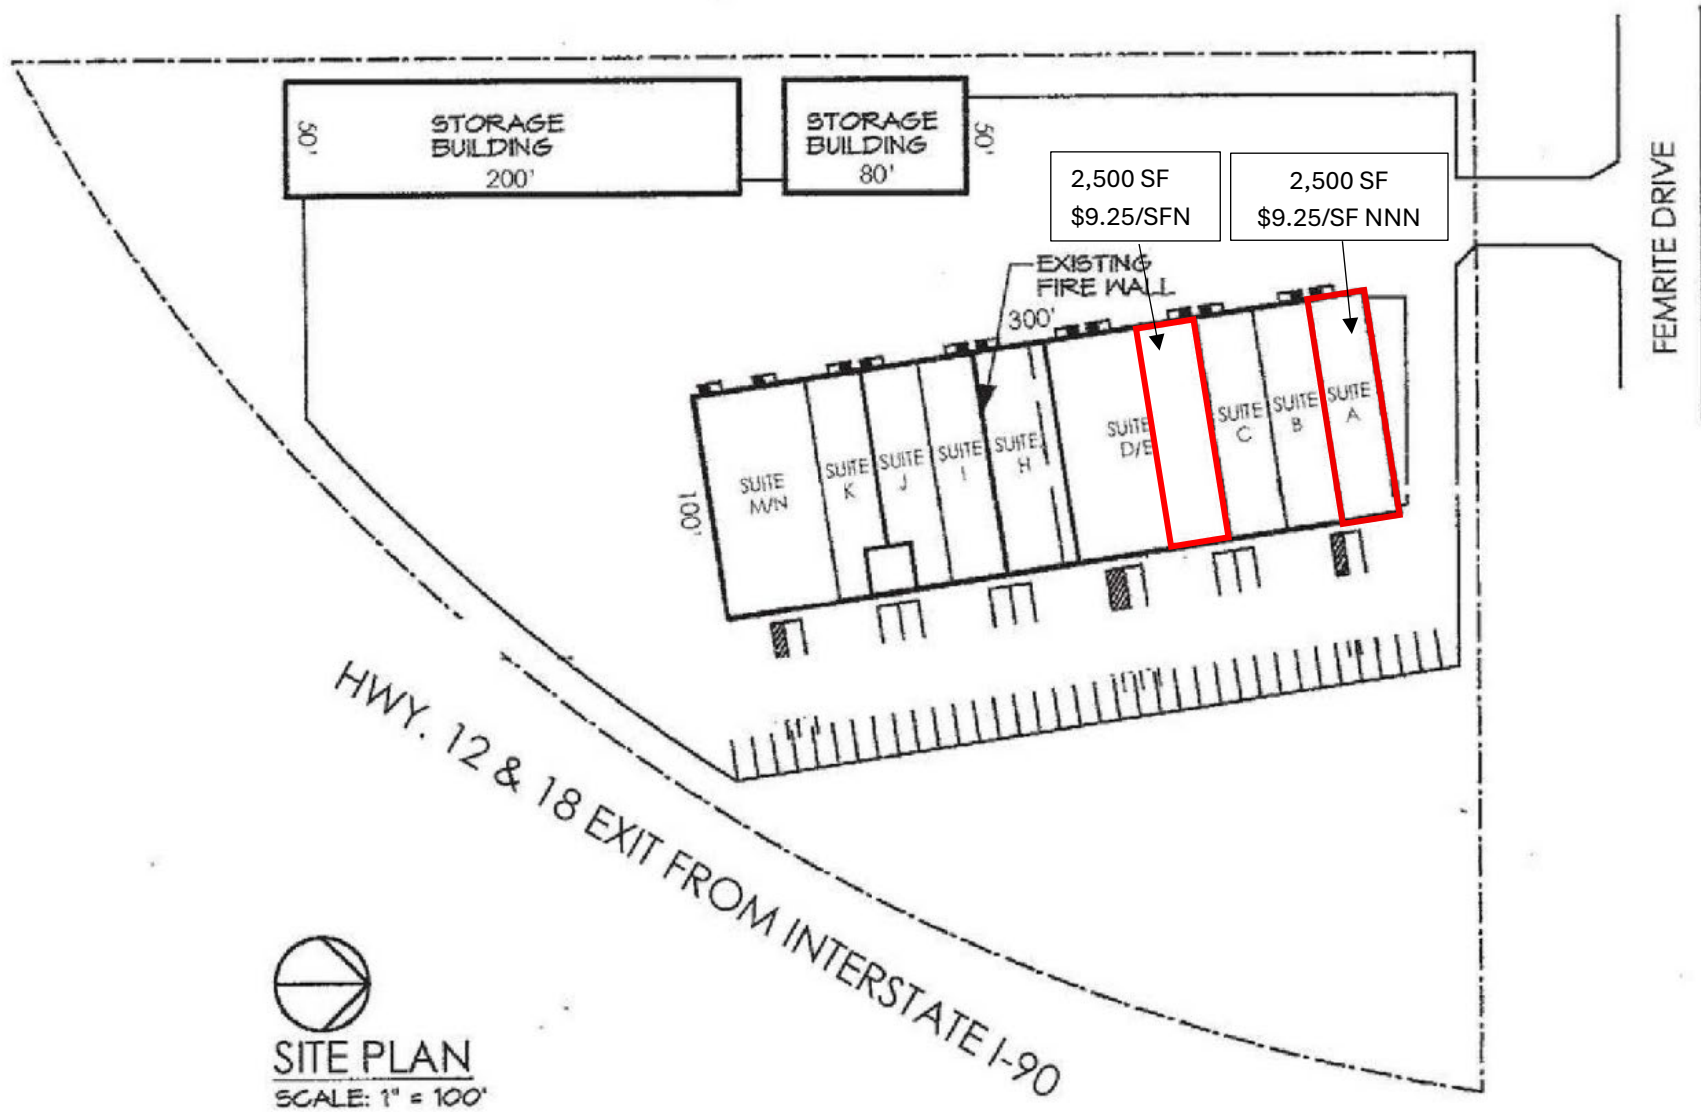 STORAGE
BUILDING
200'
50'
STORAGE
BUILDING
80'
50'
2,500 SF
$9.25/SFN
2,500 SF
$9.25/SF NNN
FEMRITE DRIVE
EXISTING
FIRE WALL
300'
100'
SUITE
M/N
SUITE
K
SUITE
J
SUITE
I
SUITE
H
SUITE
D/E
SUITE
C
SUITE
B
SUITE
A
HWY. 12 & 18 EXIT FROM INTERSTATE I-90
SITE PLAN
SCALE: 1" = 100'